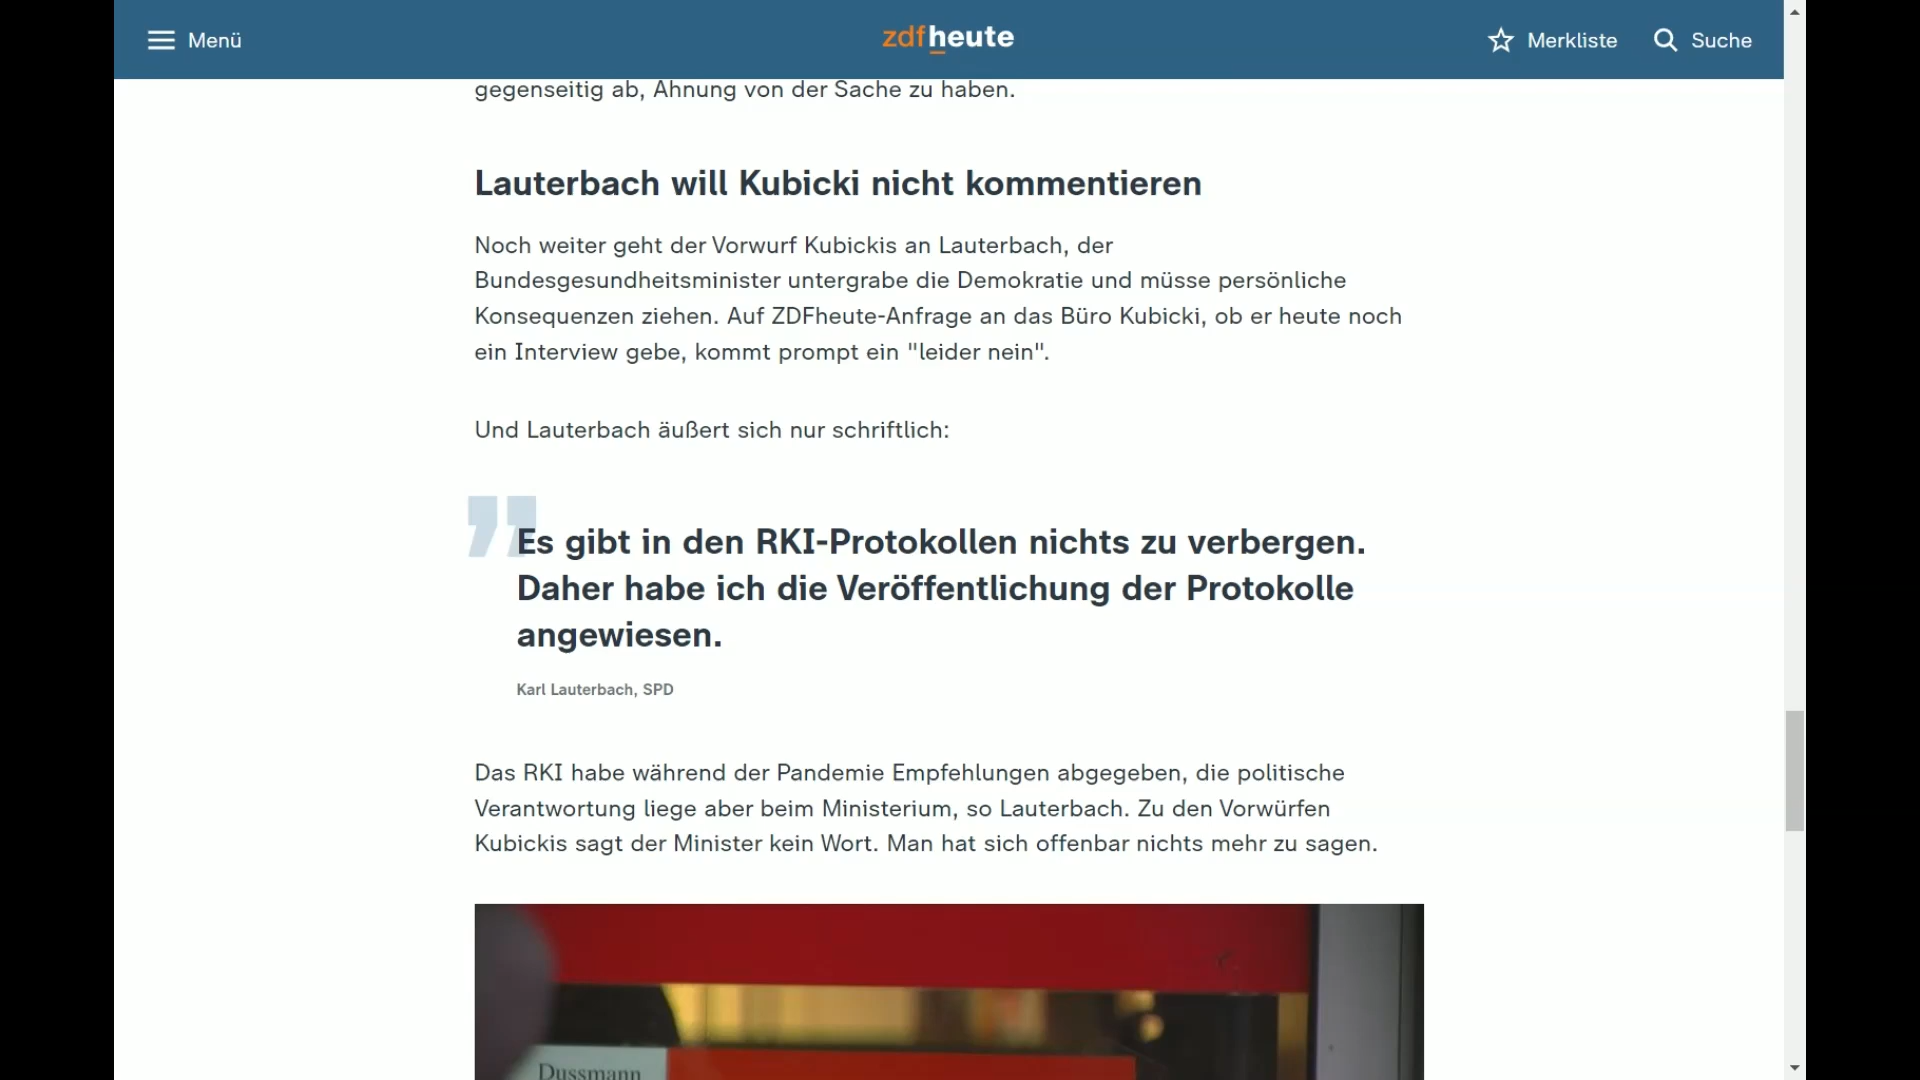 Menü
zdfheute
Merkliste
Suche
gegenseitig ab, Ahnung von der Sache zu haben.
Lauterbach will Kubicki nicht kommentieren
Noch weiter geht der Vorwurf Kubickis an Lauterbach, der
Bundesgesundheitsminister untergrabe die Demokratie und müsse persönliche
Konsequenzen ziehen. Auf ZDFheute-Anfrage an das Büro Kubicki, ob er heute noch
ein Interview gebe, kommt prompt ein "leider nein".
Und Lauterbach äußert sich nur schriftlich:
Es gibt in den RKI-Protokollen nichts zu verbergen.
Daher habe ich die Veröffentlichung der Protokolle
angewiesen.
Karl Lauterbach, SPD
Das RKI habe während der Pandemie Empfehlungen abgegeben, die politische
Verantwortung liege aber beim Ministerium, so Lauterbach. Zu den Vorwürfen
Kubickis sagt der Minister kein Wort. Man hat sich offenbar nichts mehr zu sagen.
Dussmann